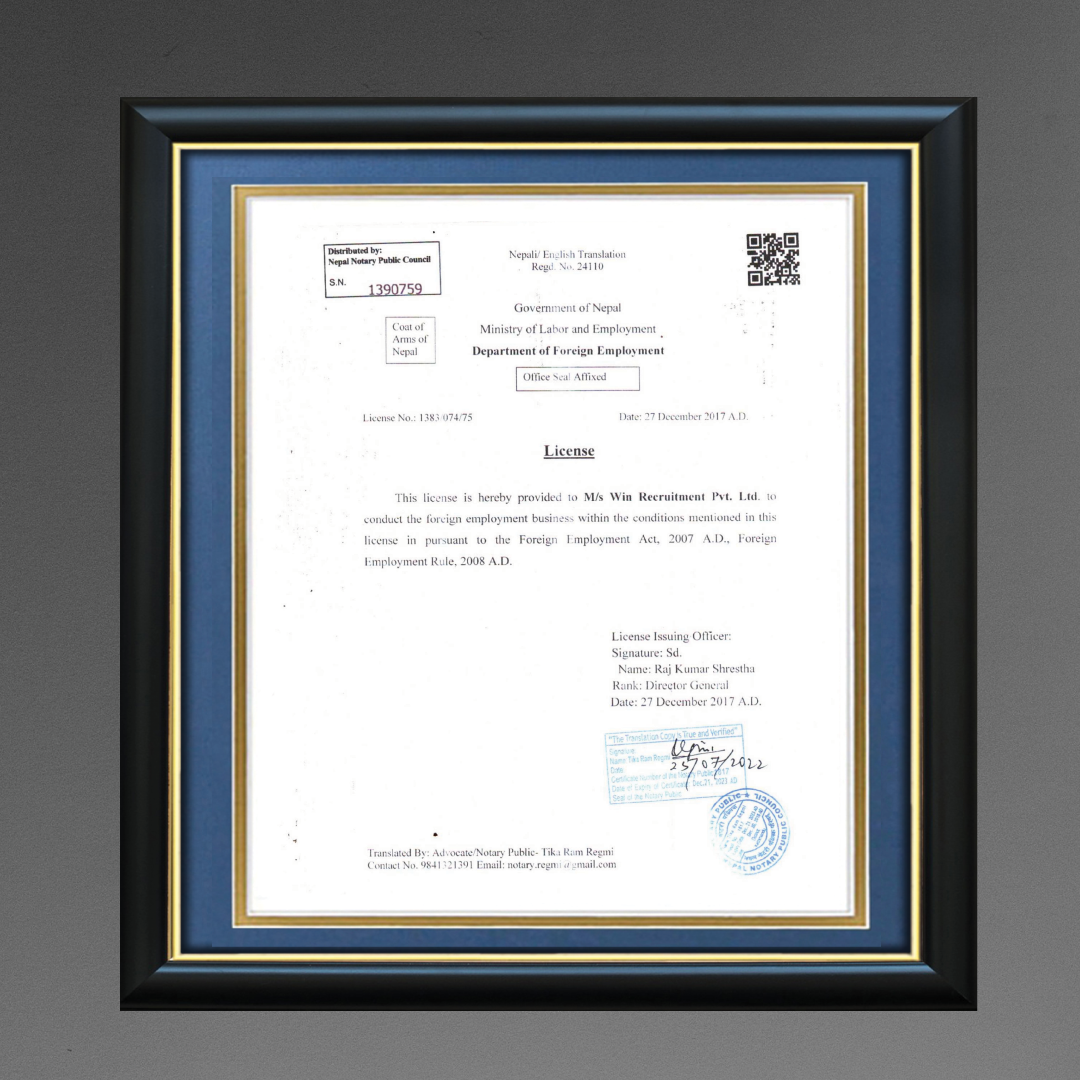 Distributed by:
Nepal Notary Public Council
S.N. 1390759
Nepali/ English Translation
Regd. No. 24110
Government of Nepal
Coat of Arms of Nepal
Ministry of Labor and Employment
Department of Foreign Employment
Office Seal Affixed
License No.: 1383/074/75
Date: 27 December 2017 A.D.
License
This license is hereby provided to M/s Win Recruitment Pvt. Ltd. to
conduct the foreign employment business within the conditions mentioned in this
license in pursuant to the Foreign Employment Act, 2007 A.D., Foreign
Employment Rule, 2008 A.D.
License Issuing Officer:
Signature: Sd.
Name: Raj Kumar Shrestha
Rank: Director General
Date: 27 December 2017 A.D.
"The Translation Copy is True and Verified"
Signature
Name Tika Ram Regmi
Date 25/07/2022
Certificate Number of the Notary Public
Date of Expiry of Certificate Dec.21, 2023 AD
Seal of the Notary Public
NOTARY PUBLIC COUNCIL
Translated By: Advocate/Notary Public- Tika Ram Regmi
Contact No. 9841321391 Email: notary.regmi@gmail.com